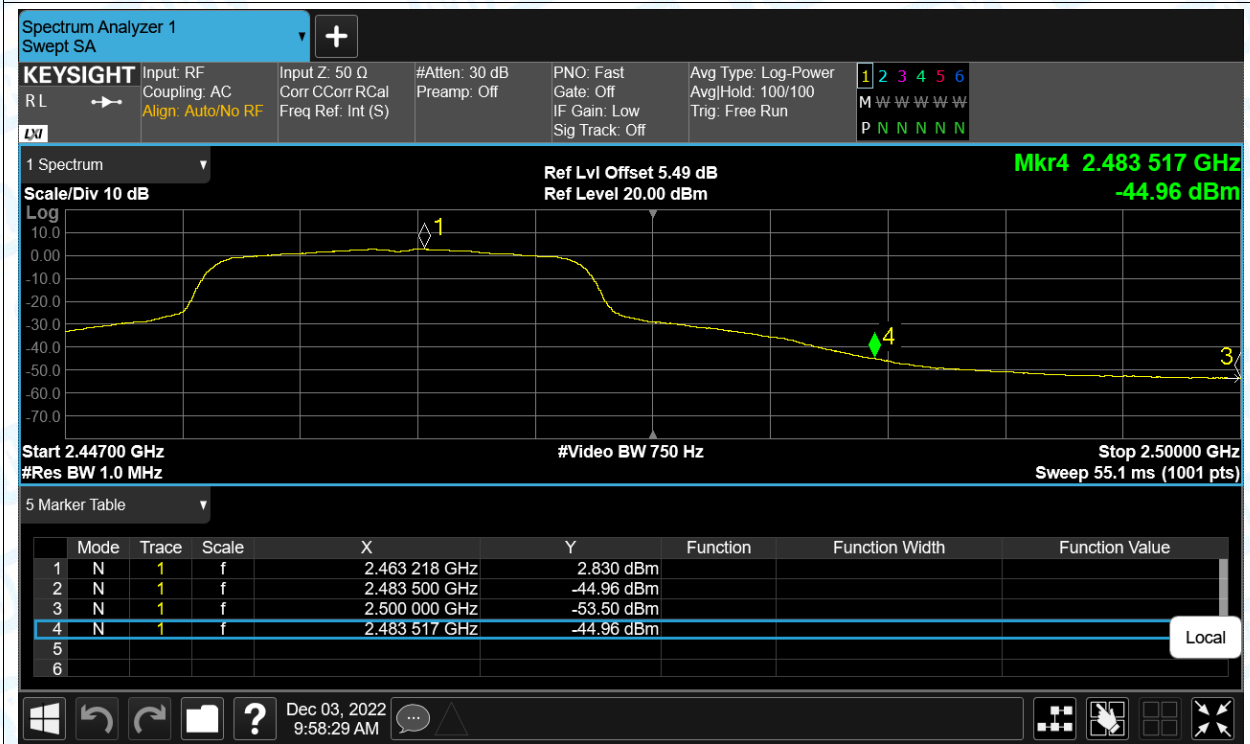 Spectrum Analyzer 1
Swept SA
KEYSIGHT Input: RF Input Z: 50 Ω #Atten: 30 dB PNO: Fast Avg Type: Log-Power 1 2 3 4 5 6
R L Coupling: AC Corr CCorr RCal Preamp: Off Gate: Off Avg|Hold: 100/100 M W W W W W
Align: Auto/No RF Freq Ref: Int (S) IF Gain: Low Trig: Free Run
LXI Sig Track: Off P N N N N N
1 Spectrum Ref Lvl Offset 5.49 dB Mkr4 2.483 517 GHz
Scale/Div 10 dB Ref Level 20.00 dBm -44.96 dBm
Log
10.0
0.00
-10.0
-20.0
-30.0
-40.0
-50.0
-60.0
-70.0
1
4
3
Start 2.44700 GHz #Video BW 750 Hz Stop 2.50000 GHz
#Res BW 1.0 MHz Sweep 55.1 ms (1001 pts)
5 Marker Table
Mode Trace Scale X Y Function Function Width Function Value
1 N 1 f 2.463 218 GHz 2.830 dBm
2 N 1 f 2.483 500 GHz -44.96 dBm
3 N 1 f 2.500 000 GHz -53.50 dBm
4 N 1 f 2.483 517 GHz -44.96 dBm
5
6
Local
? Dec 03, 2022
9:58:29 AM